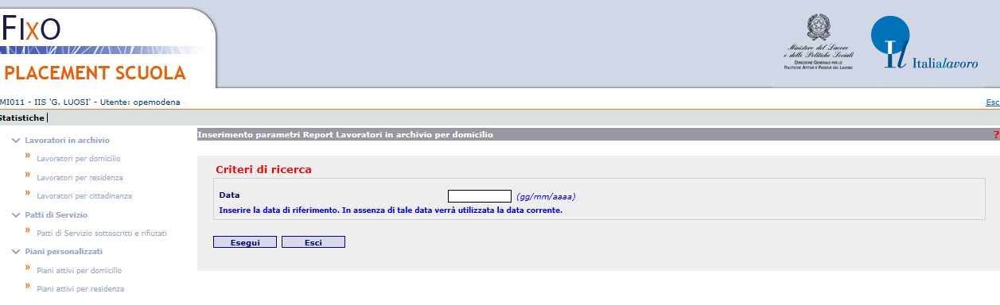 FIxO
PLACEMENT SCUOLA
Ministero del Lavoro
e delle Politiche Sociali
DIREZIONE GENERALE PER LE
POLITICHE ATTIVE E PASSIVE DEL LAVORO
Il Italialavoro
MI011 - IIS 'G. LUOSI' - Utente: opemodena
Esc
Statistiche
Lavoratori in archivio
Lavoratori per domicilio
Lavoratori per residenza
Lavoratori per cittadinanza
Patti di Servizio
Patti di Servizio sottoscritti e rifiutati
Piani personalizzati
Piani attivi per domicilio
Piani attivi per residenza
Inserimento parametri Report Lavoratori in archivio per domicilio
?
Criteri di ricerca
Data (gg/mm/aaaa)
Inserire la data di riferimento. In assenza di tale data verrà utilizzata la data corrente.
Esegui Esci